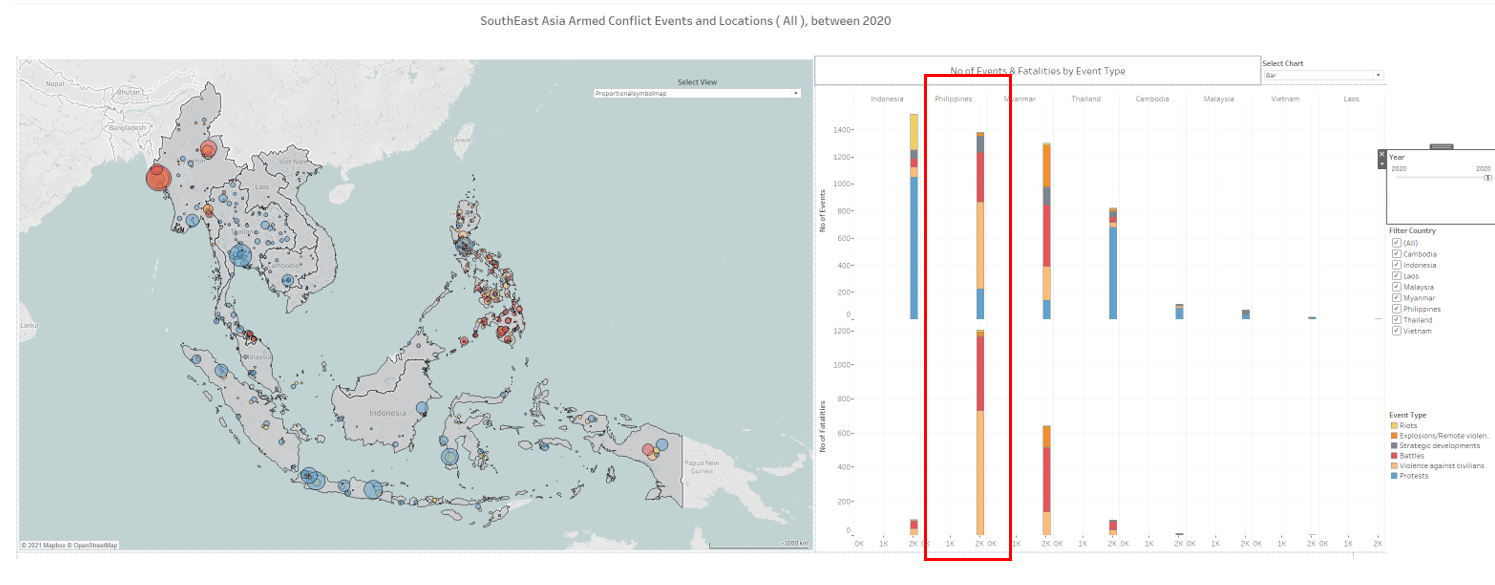 SouthEast Asia Armed Conflict Events and Locations ( All ), between 2020
Nepal
Bhutan
Bangladesh
Taiwan
Viet Nam
Laos
Cambodia
Malaysia
Indonesia
Papua New
Guinea
Lanka
Select View
Proportionalsymbolmap
© 2021 Mapbox © OpenStreetMap
No of Events & Fatalities by Event Type
Select Chart
Bar
Indonesia Philippines Myanmar Thailand Cambodia Malaysia Vietnam Laos
No of Events
1400
1200
1000
800
600
400
200
0
No of Fatalities
1200
1000
800
600
400
200
0
0K 1K 2K 0K 1K 2K 0K 1K 2K 0K 1K 2K 0K 1K 2K 0K 1K 2K 0K 1K 2K 0K 1K 2K
Year
2020 2020
Filter Country
(All)
Cambodia
Indonesia
Laos
Malaysia
Myanmar
Philippines
Thailand
Vietnam
Event Type
Riots
Explosions/Remote violen..
Strategic developments
Battles
Violence against civilians
Protests